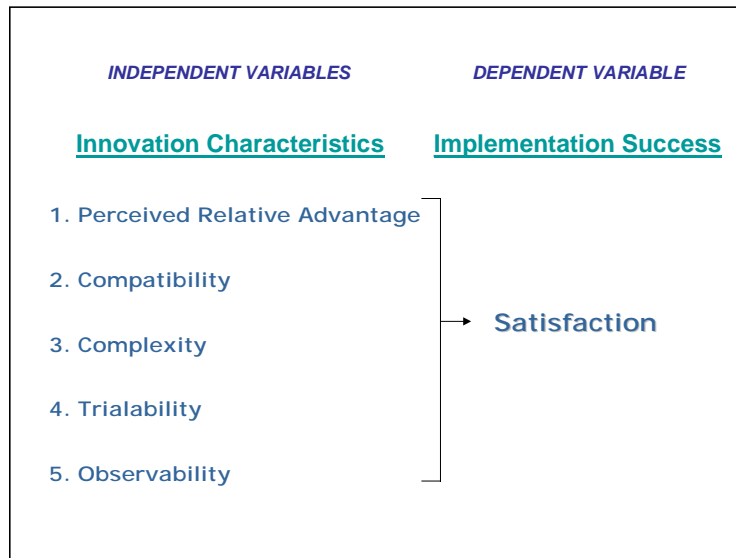 INDEPENDENT VARIABLES
DEPENDENT VARIABLE
Innovation Characteristics
Implementation Success
1. Perceived Relative Advantage
2. Compatibility
3. Complexity
4. Trialability
5. Observability
Satisfaction